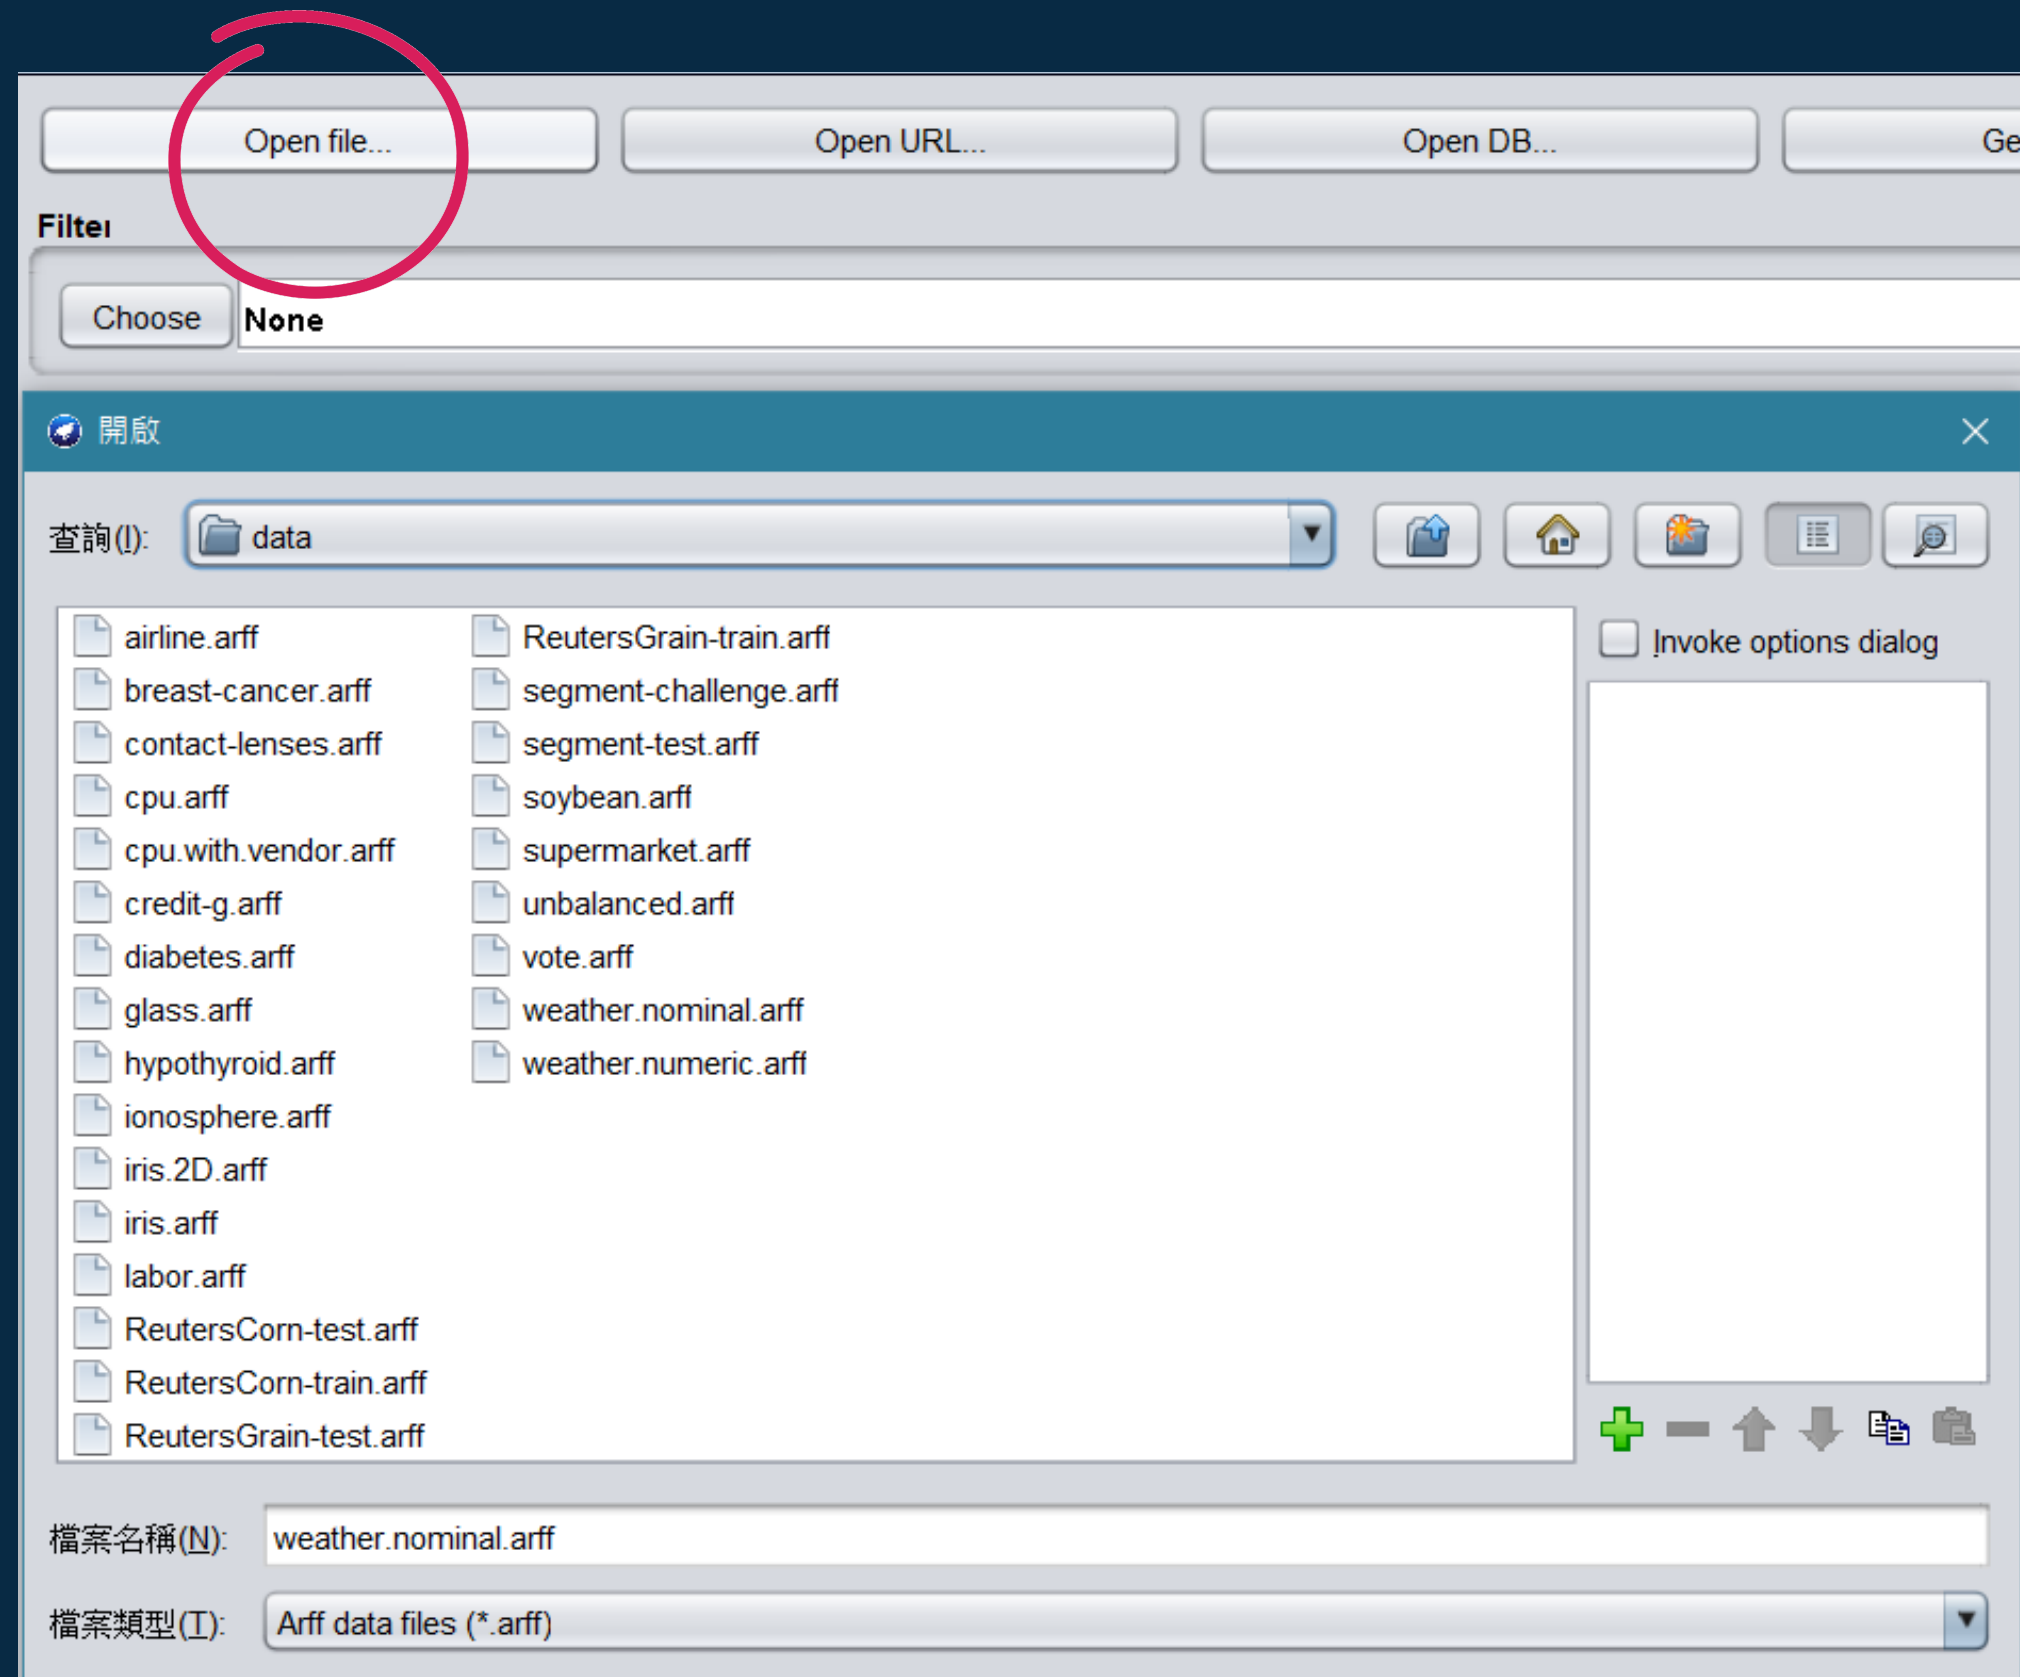 Open file... Open URL... Open DB... Ge
Filter
Choose None
開啟
查詢(I): data
Invoke options dialog
airline.arff
breast-cancer.arff
contact-lenses.arff
cpu.arff
cpu.with.vendor.arff
credit-g.arff
diabetes.arff
glass.arff
hypothyroid.arff
ionosphere.arff
iris.2D.arff
iris.arff
labor.arff
ReutersCorn-test.arff
ReutersCorn-train.arff
ReutersGrain-test.arff
ReutersGrain-train.arff
segment-challenge.arff
segment-test.arff
soybean.arff
supermarket.arff
unbalanced.arff
vote.arff
weather.nominal.arff
weather.numeric.arff
檔案名稱(N): weather.nominal.arff
檔案類型(T): Arff data files (*.arff)